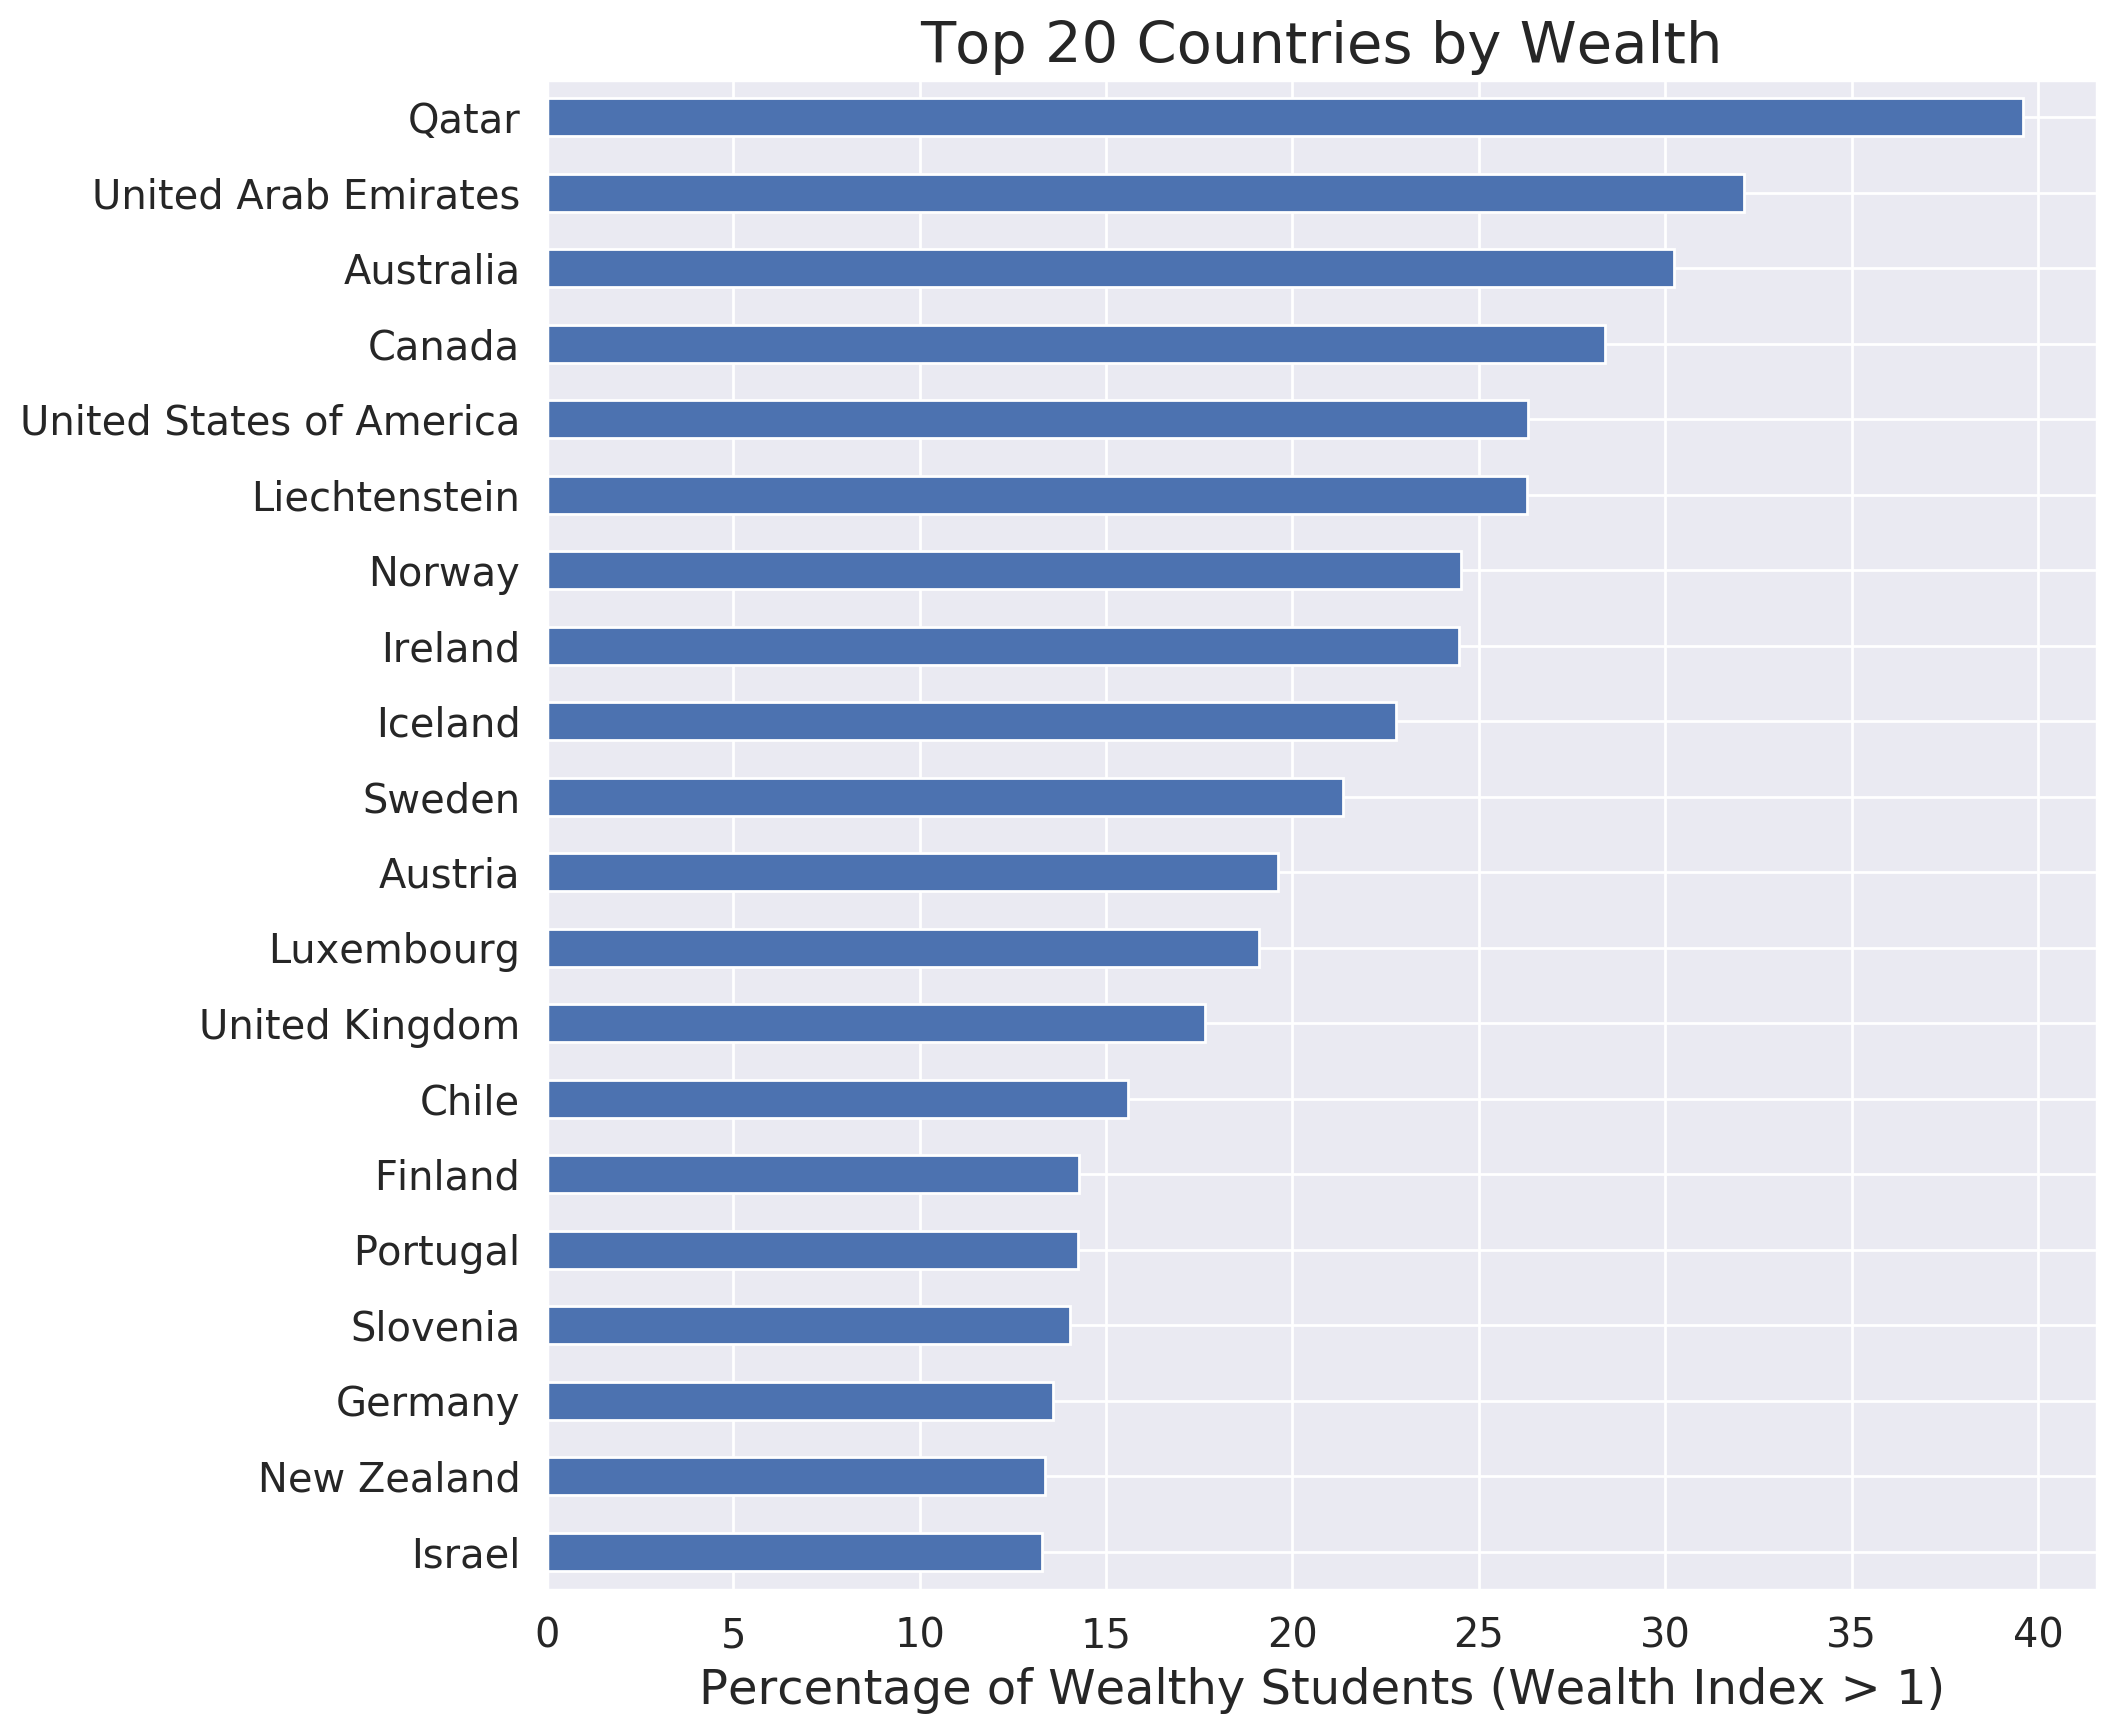 Top 20 Countries by Wealth
Qatar
United Arab Emirates
Australia
Canada
United States of America
Liechtenstein
Norway
Ireland
Iceland
Sweden
Austria
Luxembourg
United Kingdom
Chile
Finland
Portugal
Slovenia
Germany
New Zealand
Israel
0 5 10 15 20 25 30 35 40
Percentage of Wealthy Students (Wealth Index > 1)